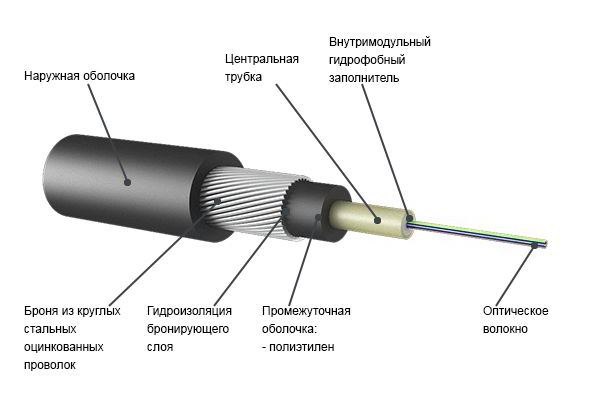 Внутримодульный
гидрофобный
заполнитель
Центральная
трубка
Наружная оболочка
Броня из круглых
стальных
оцинкованных
проволок
Гидроизоляция
бронирующего
слоя
Промежуточная
оболочка:
- полиэтилен
Оптическое
волокно